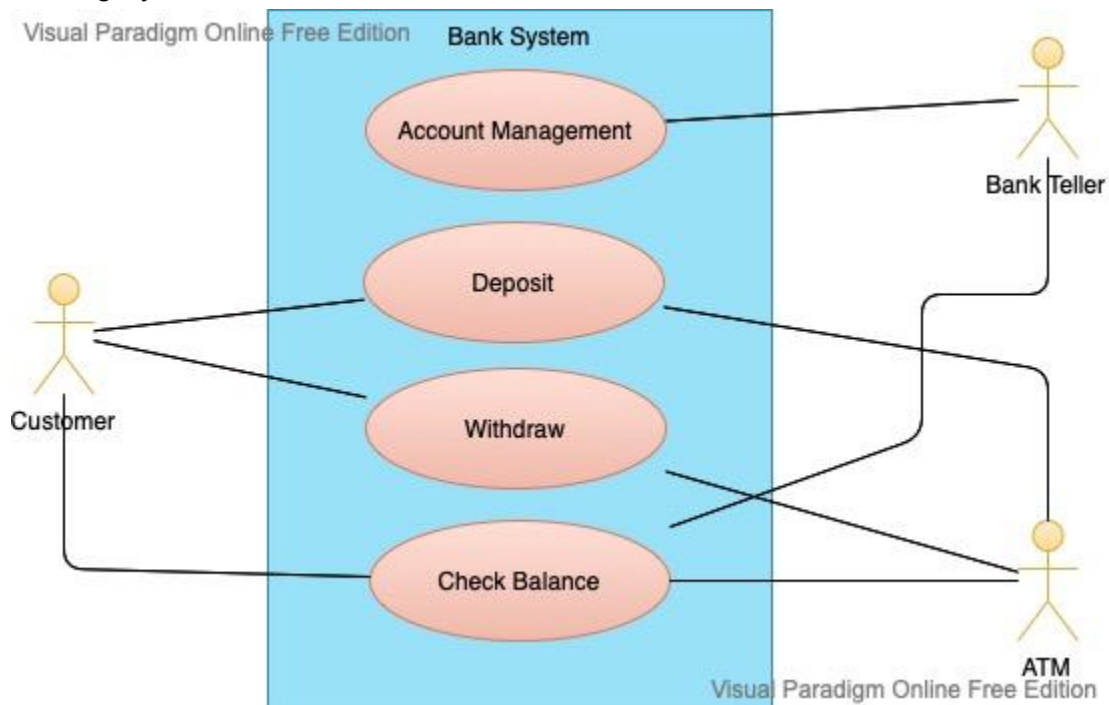 Visual Paradigm Online Free Edition
Bank System
Account Management
Bank Teller
Deposit
Customer
Withdraw
Check Balance
ATM
Visual Paradigm Online Free Edition